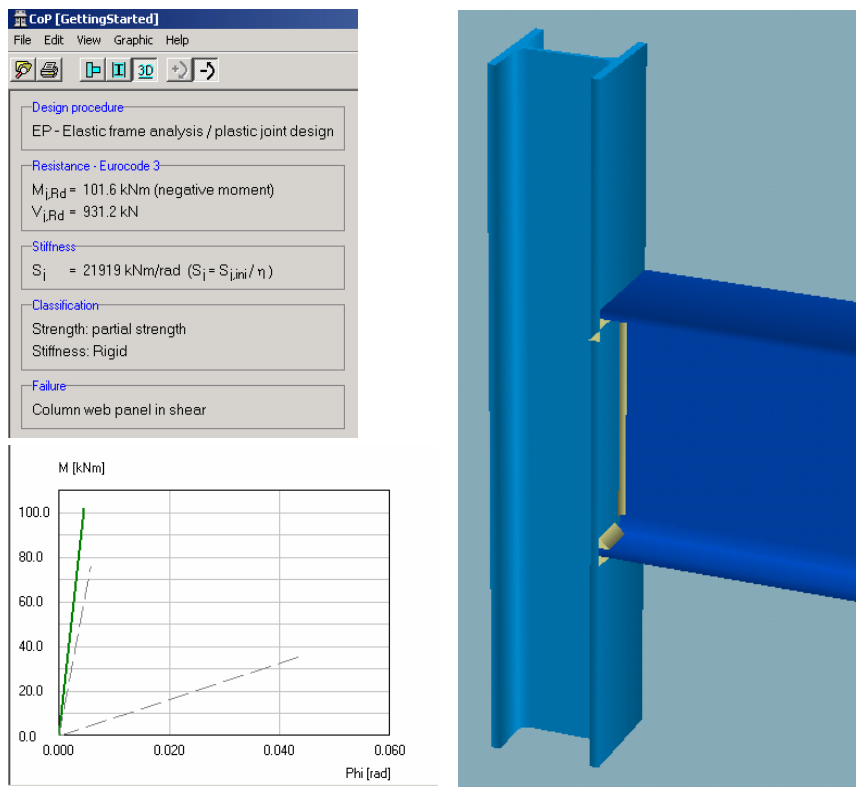 CoP [GettingStarted]
File Edit View Graphic Help
3D
Design procedure
EP - Elastic frame analysis / plastic joint design
Resistance - Eurocode 3
Mj,Rd = 101.6 kNm (negative moment)
Vj,Rd = 931.2 kN
Stiffness
Sj = 21919 kNm/rad (Sj = Sj,ini / η )
Classification
Strength: partial strength
Stiffness: Rigid
Failure
Column web panel in shear
M [kNm]
100.0
80.0
60.0
40.0
20.0
0.0
0.000 0.020 0.040 0.060
Phi [rad]